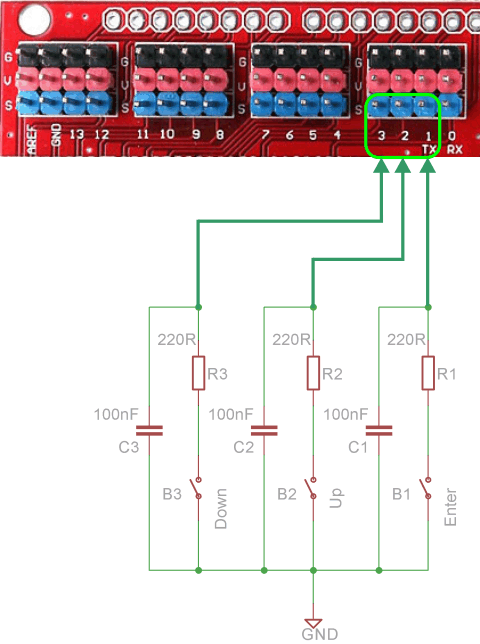 G G G G
V V V V
S S S S
AREF GND 13 12 11 10 9 8 7 6 5 4 3 2 1 0
TX RX
220R 220R 220R
R3 R2 R1
100nF 100nF 100nF
C3 C2 C1
B3 Down B2 Up B1 Enter
GND